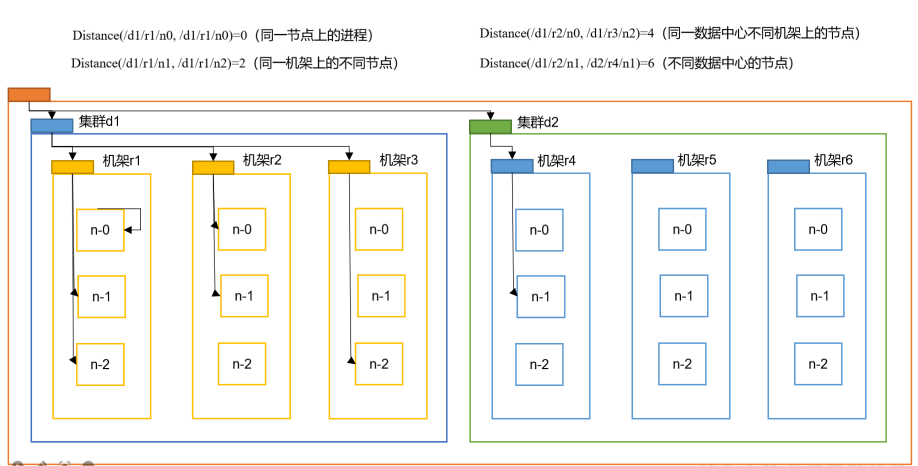 Distance(/d1/r1/n0, /d1/r1/n0)=0（同一节点上的进程）
Distance(/d1/r1/n1, /d1/r1/n2)=2（同一机架上的不同节点）
Distance(/d1/r2/n0, /d1/r3/n2)=4（同一数据中心不同机架上的节点）
Distance(/d1/r2/n1, /d2/r4/n1)=6（不同数据中心的节点）
集群d1
集群d2
机架r1
机架r2
机架r3
机架r4
机架r5
机架r6
n-0
n-0
n-0
n-0
n-0
n-0
n-1
n-1
n-1
n-1
n-1
n-1
n-2
n-2
n-2
n-2
n-2
n-2